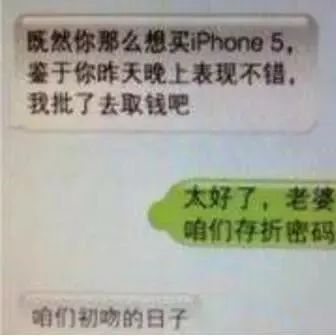 既然你那么想买iPhone 5，
鉴于你昨天晚上表现不错，
我批了去取钱吧
太好了，老婆
咱们存折密码
咱们初吻的日子